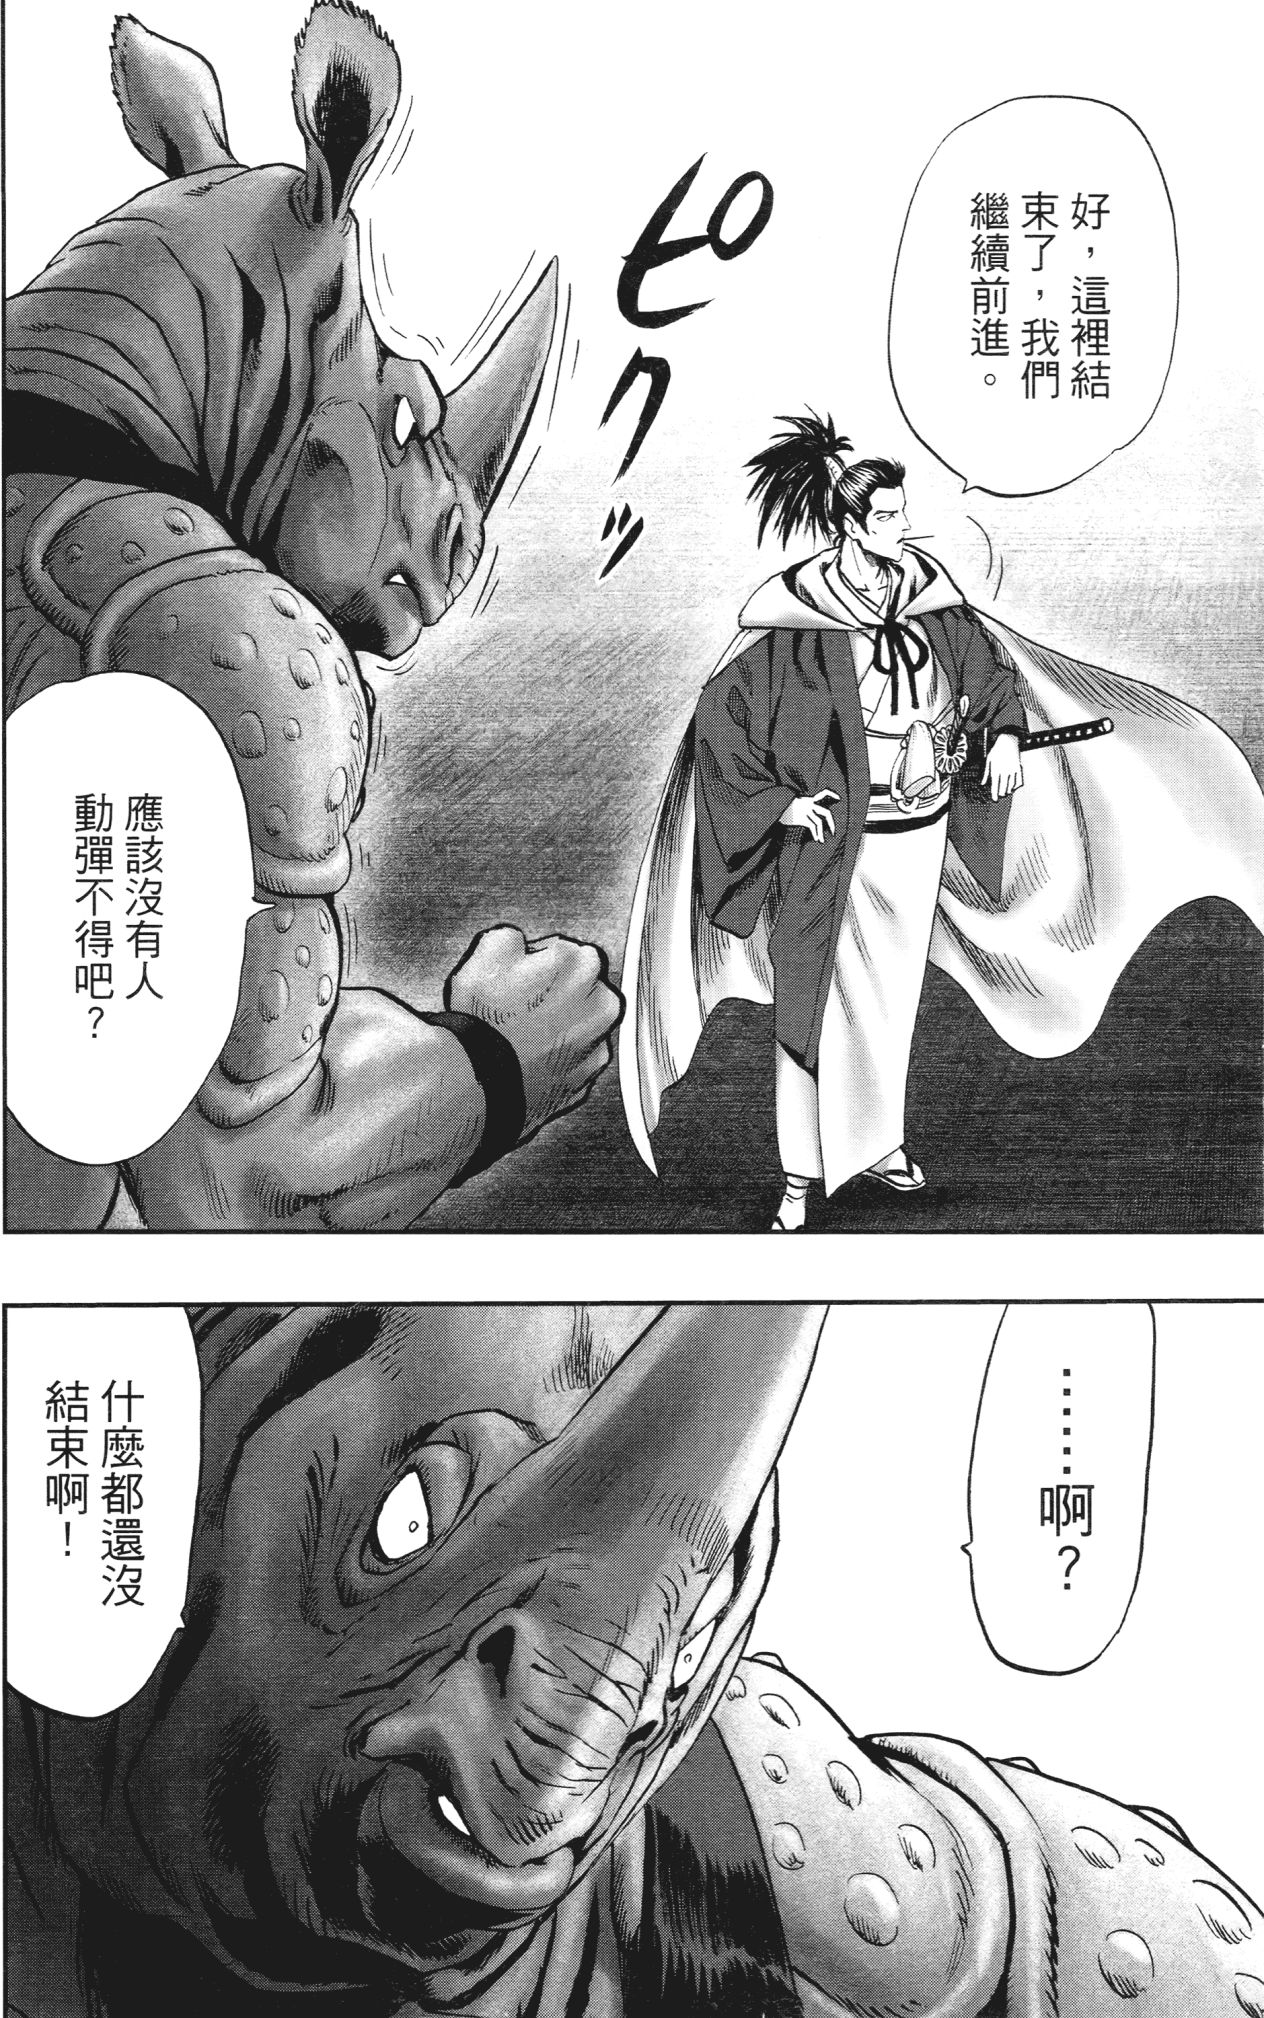 好，這裡結
束了，我們
繼續前進。
ピクッ
應該沒有人
動彈不得吧？
……啊？
什麼都還沒
結束啊！